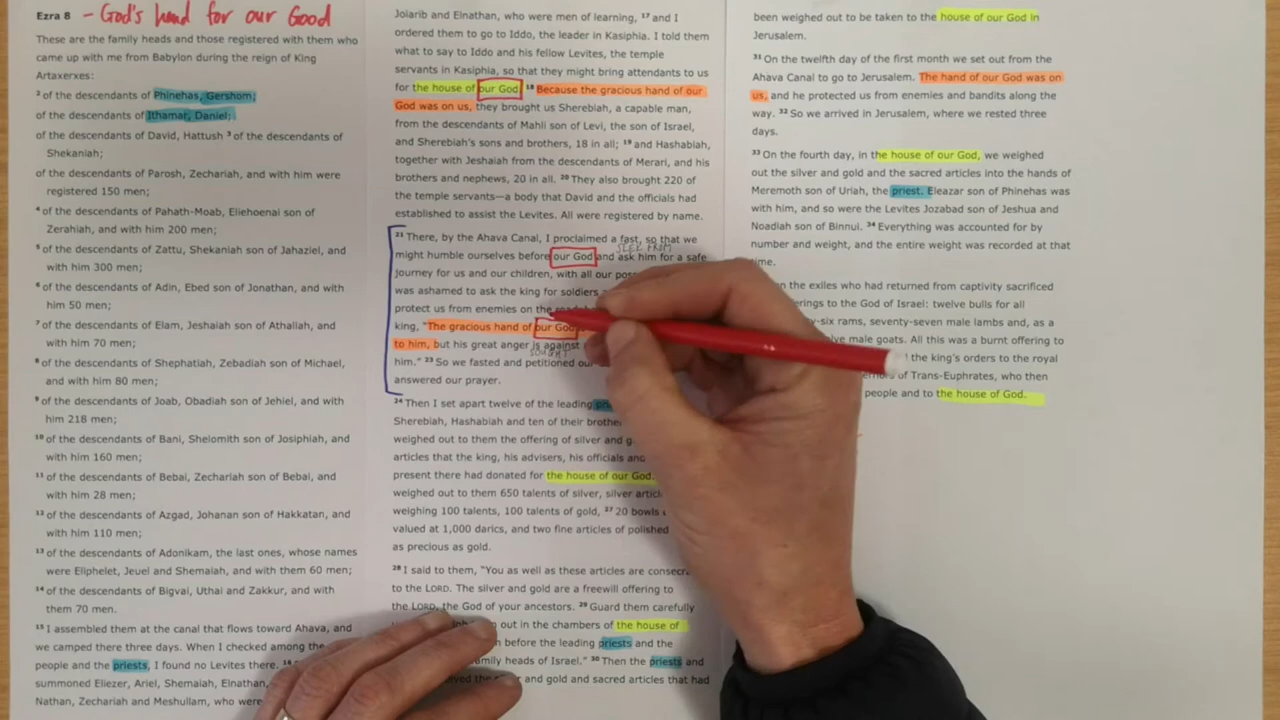 Ezra 8 – God's hand for our Good
These are the family heads and those registered with them who
came up with me from Babylon during the reign of King
Artaxerxes:
2 of the descendants of Phinehas, Gershom;
of the descendants of Ithamar, Daniel;
of the descendants of David, Hattush 3 of the descendants of
Shekaniah;
of the descendants of Parosh, Zechariah, and with him were
registered 150 men;
4 of the descendants of Pahath-Moab, Eliehoenai son of
Zerahiah, and with him 200 men;
5 of the descendants of Zattu, Shekaniah son of Jahaziel, and
with him 300 men;
6 of the descendants of Adin, Ebed son of Jonathan, and with
him 50 men;
7 of the descendants of Elam, Jeshaiah son of Athaliah, and
with him 70 men;
8 of the descendants of Shephatiah, Zebadiah son of Michael,
and with him 80 men;
9 of the descendants of Joab, Obadiah son of Jehiel, and with
him 218 men;
10 of the descendants of Bani, Shelomith son of Josiphiah, and
with him 160 men;
11 of the descendants of Bebai, Zechariah son of Bebai, and
with him 28 men;
12 of the descendants of Azgad, Johanan son of Hakkatan, and
with him 110 men;
13 of the descendants of Adonikam, the last ones, whose names
were Eliphelet, Jeuel and Shemaiah, and with them 60 men;
14 of the descendants of Bigvai, Uthai and Zakkur, and with
them 70 men.
15 I assembled them at the canal that flows toward Ahava, and
we camped there three days. When I checked among the
people and the priests, I found no Levites there.
summoned Eliezer, Ariel, Shemaiah, Elnathan,
Nathan, Zechariah and Meshullam, who were
Joiarib and Elnathan, who were men of learning, 17 and I
ordered them to go to Iddo, the leader in Kasiphia. I told them
what to say to Iddo and his fellow Levites, the temple
servants in Kasiphia, so that they might bring attendants to us
for the house of our God. 18 Because the gracious hand of our
God was on us, they brought us Sherebiah, a capable man,
from the descendants of Mahli son of Levi, the son of Israel,
and Sherebiah's sons and brothers, 18 in all; 19 and Hashabiah,
together with Jeshaiah from the descendants of Merari, and his
brothers and nephews, 20 in all. 20 They also brought 220 of
the temple servants—a body that David and the officials had
established to assist the Levites. All were registered by name.
21 There, by the Ahava Canal, I proclaimed a fast, so that we
SEEK FROM
might humble ourselves before our God and ask him for a safe
journey for us and our children, with all our
was ashamed to ask the king for soldiers
protect us from enemies on the
king, "The gracious hand of our God
to him, but his great anger is against
SOUGHT
him." 23 So we fasted and petitioned our
answered our prayer.
24 Then I set apart twelve of the leading
Sherebiah, Hashabiah and ten of their
weighed out to them the offering of silver and
articles that the king, his advisers, his officials and
present there had donated for the house of our God.
weighed out to them 650 talents of silver, silver
weighing 100 talents, 100 talents of gold, 27 20 bowls
valued at 1,000 darics, and two fine articles of polished
as precious as gold.
28 I said to them, "You as well as these articles are
to the LORD. The silver and gold are a freewill offering to
the LORD, the God of your ancestors. 29 Guard them carefully
out in the chambers of the house of
before the leading priests and the
family heads of Israel." 30 Then the priests and
and gold and sacred articles that had
been weighed out to be taken to the house of our God in
Jerusalem.
31 On the twelfth day of the first month we set out from the
Ahava Canal to go to Jerusalem. The hand of our God was on
us, and he protected us from enemies and bandits along the
way. 32 So we arrived in Jerusalem, where we rested three
days.
33 On the fourth day, in the house of our God, we weighed
out the silver and gold and the sacred articles into the hands of
Meremoth son of Uriah, the priest. Eleazar son of Phinehas was
with him, and so were the Levites Jozabad son of Jeshua and
Noadiah son of Binnui. 34 Everything was accounted for by
number and weight, and the entire weight was recorded at that
the exiles who had returned from captivity sacrificed
to the God of Israel: twelve bulls for all
rams, seventy-seven male lambs and, as a
male goats. All this was a burnt offering to
the king's orders to the royal
of Trans-Euphrates, who then
people and to the house of God.